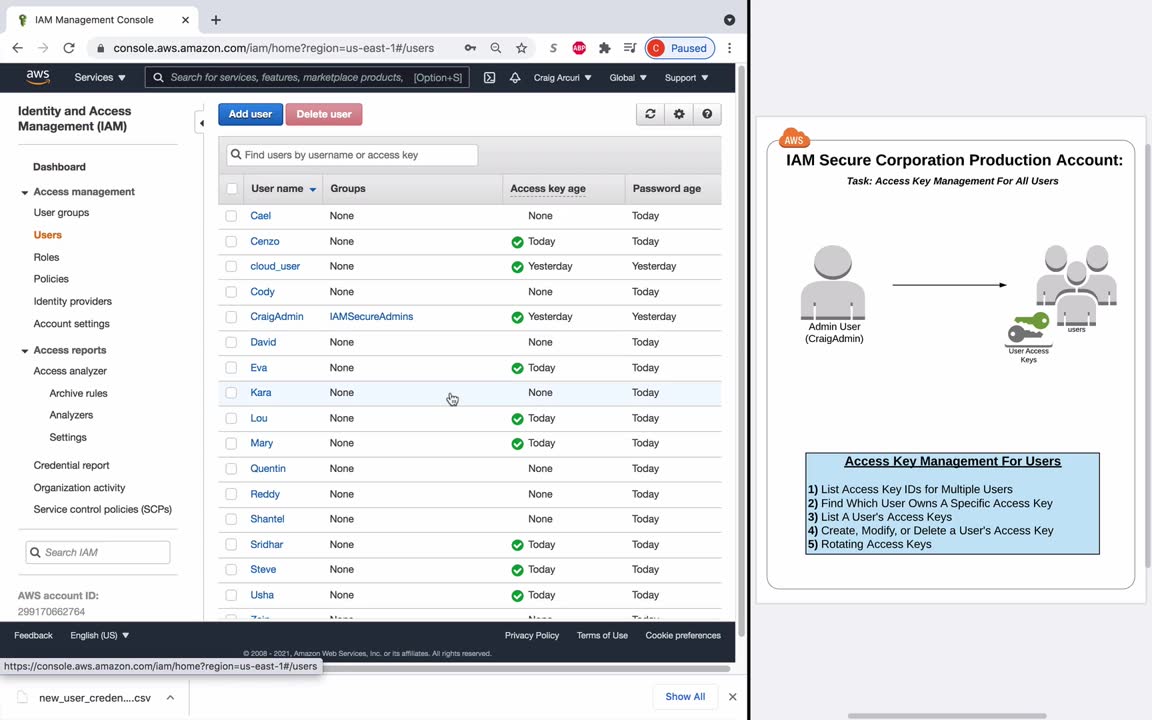 IAM Management Console
console.aws.amazon.com/iam/home?region=us-east-1#/users
S
ABP
C Paused
aws
Services
Search for services, features, marketplace products, [Option+S]
Craig Arcuri
Global
Support
Identity and Access
Management (IAM)
Dashboard
Access management
User groups
Users
Roles
Policies
Identity providers
Account settings
Access reports
Access analyzer
Archive rules
Analyzers
Settings
Credential report
Organization activity
Service control policies (SCPs)
Search IAM
AWS account ID:
299170662764
Add user
Delete user
Find users by username or access key
User name Groups Access key age Password age
Cael None None Today
Cenzo None Today Today
cloud_user None Yesterday Yesterday
Cody None None Today
CraigAdmin IAMSecureAdmins Yesterday Yesterday
David None None Today
Eva None Today Today
Kara None None Today
Lou None Today Today
Mary None Today Today
Quentin None None Today
Reddy None None Today
Shantel None None Today
Sridhar None Today Today
Steve None Today Today
Usha None Today Today
None None Today
Feedback English (US) Privacy Policy Terms of Use Cookie preferences
© 2008 - 2021, Amazon Web Services, Inc. or its affiliates. All rights reserved.
https://console.aws.amazon.com/iam/home?region=us-east-1#/users
new_user_creden....csv
Show All
AWS
IAM Secure Corporation Production Account:
Task: Access Key Management For All Users
Admin User
(CraigAdmin)
users
User Access
Keys
Access Key Management For Users
1) List Access Key IDs for Multiple Users
2) Find Which User Owns A Specific Access Key
3) List A User's Access Keys
4) Create, Modify, or Delete a User's Access Key
5) Rotating Access Keys